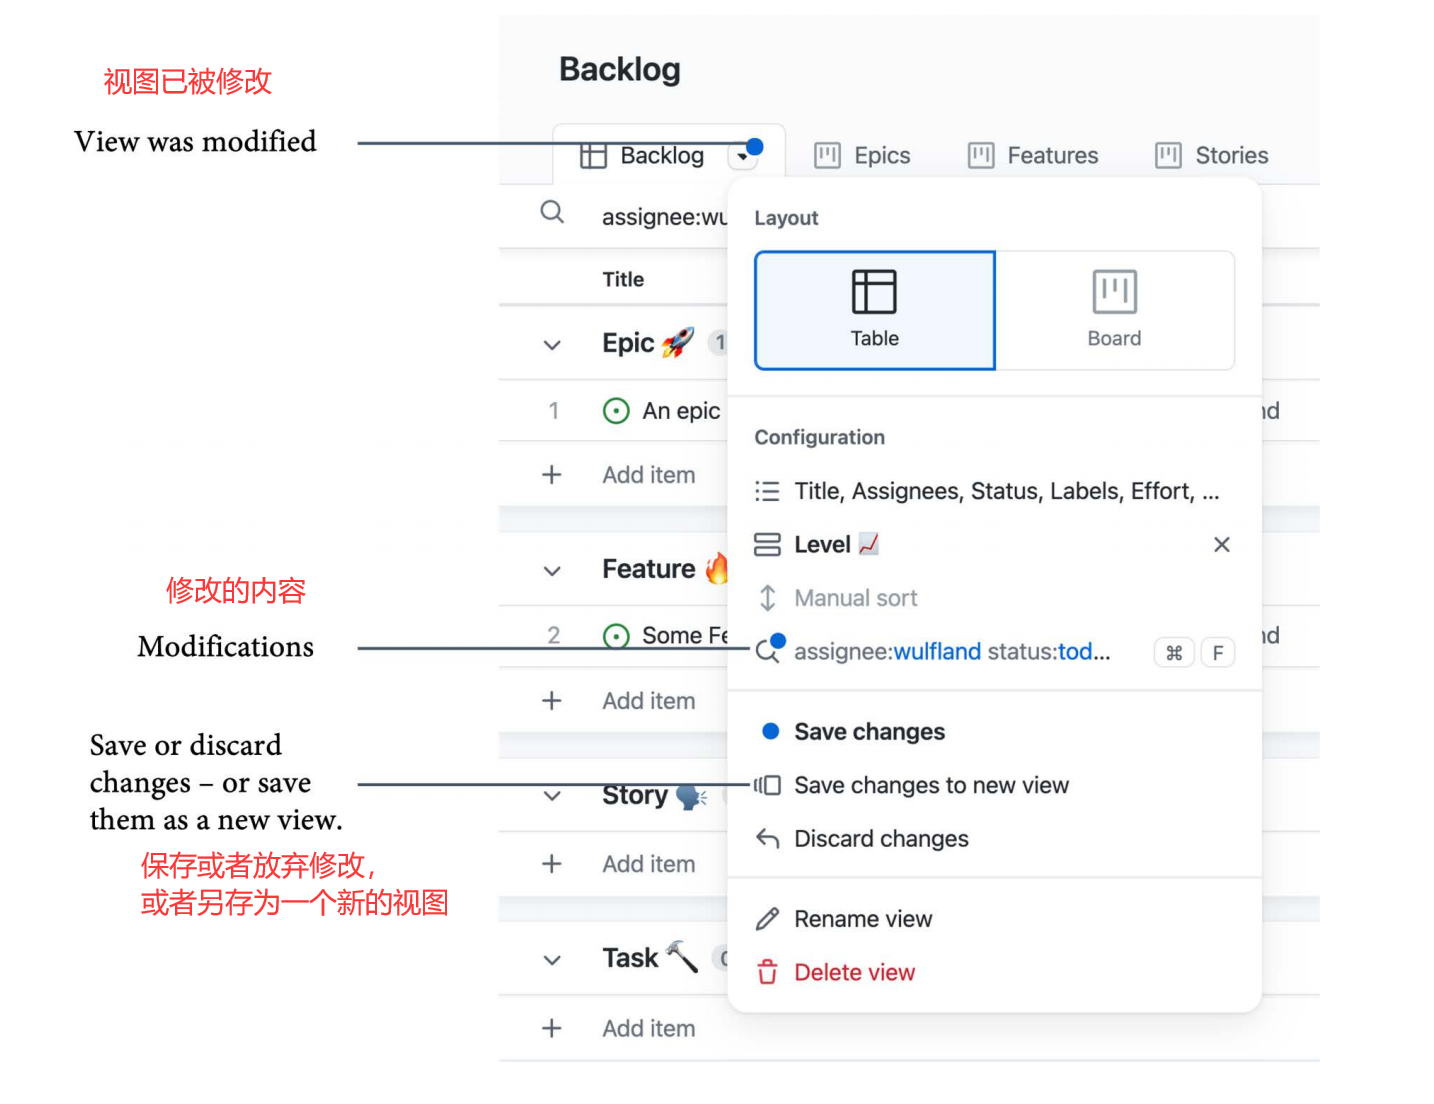 Backlog
视图已被修改
View was modified
Backlog
Epics
Features
Stories
assignee:wu
Layout
Title
Table
Board
Epic 🚀 1
1 An epic
Add item
Configuration
Title, Assignees, Status, Labels, Effort, ...
Level 📈
Manual sort
assignee:wulfland status:tod... ⌘ F
Feature 🔥
修改的内容
Modifications
2 Some Fe
Add item
Save changes
Save changes to new view
Discard changes
Save or discard
changes – or save
them as a new view.
保存或者放弃修改,
或者另存为一个新的视图
Story 🗣
Add item
Rename view
Delete view
Task 🔨
Add item